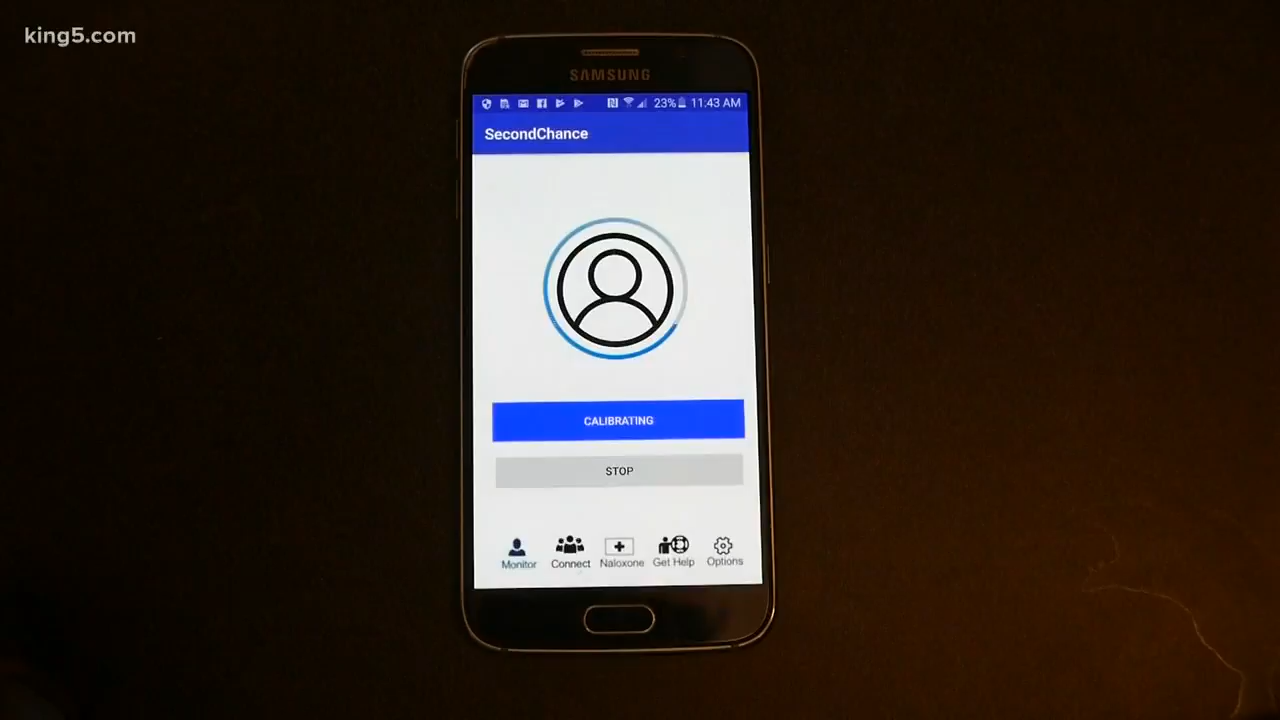 king5.com
SAMSUNG
23% 11:43 AM
SecondChance
CALIBRATING
STOP
Monitor Connect Naloxone Get Help Options